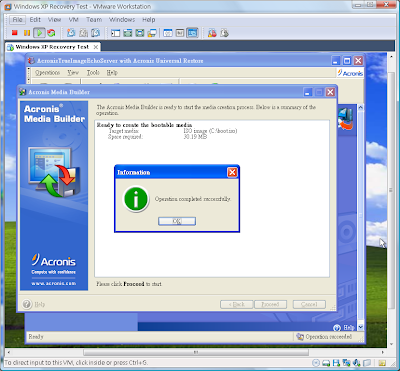 Windows XP Recovery Test - VMware Workstation
File Edit View VM Team Windows Help
Windows XP Recovery Test
AcronisTrueImageEchoServer with Acronis Universal Restore
Operations View Tools Help
Acronis
Acronis Media Builder
Acronis®
Media Builder
The Acronis Media Builder is ready to start the media creation process. Below is a summary of the
operation.
Ready to create the bootable media
Target media: ISO image (C:\boot.iso)
Space required: 30.19 MB
Information
Operation completed successfully.
OK
Acronis
Compute with confidence
www.acronis.com
Please click Proceed to start.
Help
< Back Proceed Cancel
Help
Ready
Operation succeeded
To direct input to this VM, click inside or press Ctrl+G.